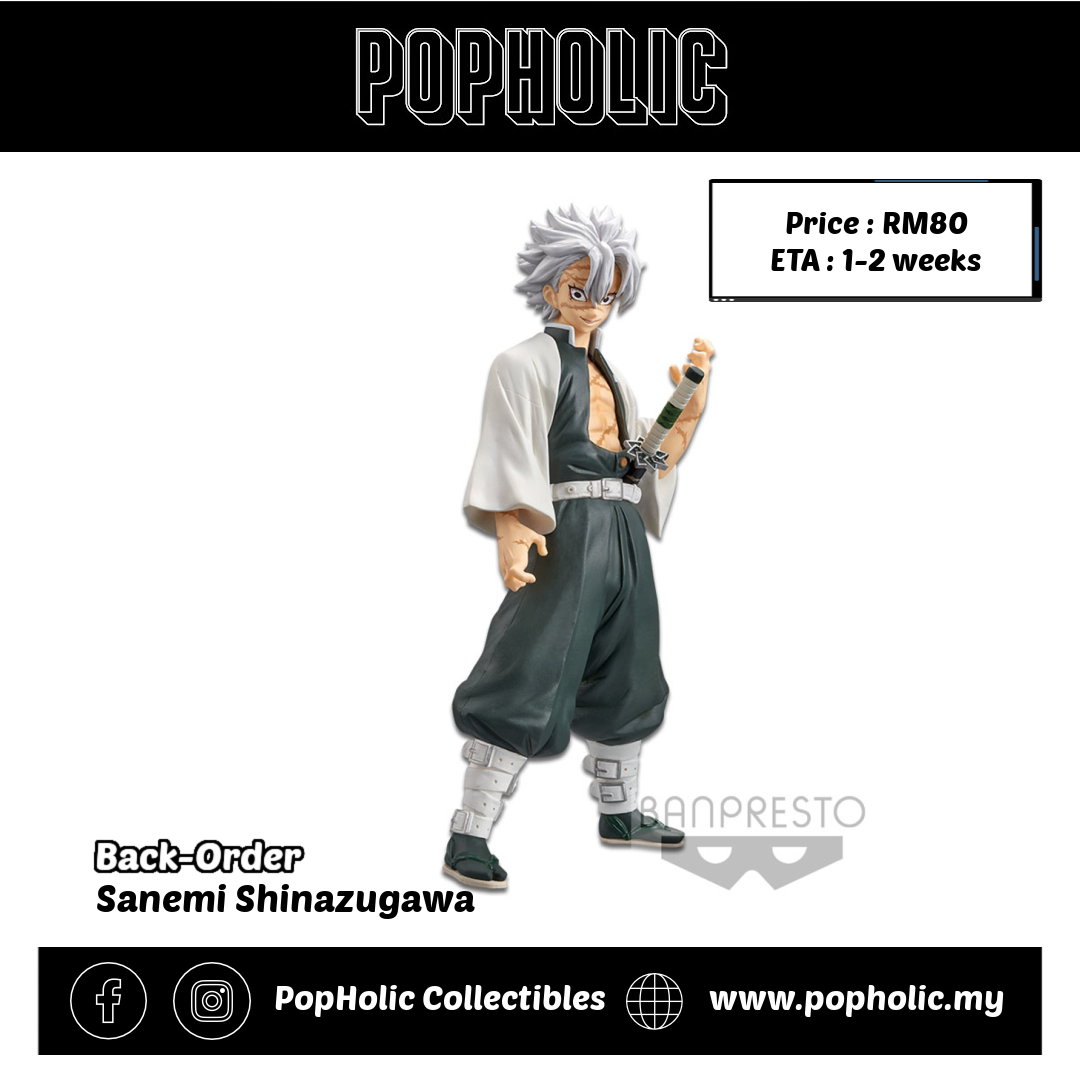 POPHOLIC
Price : RM80
ETA : 1-2 weeks
BANPRESTO
Back-Order
Sanemi Shinazugawa
PopHolic Collectibles
www.popholic.my